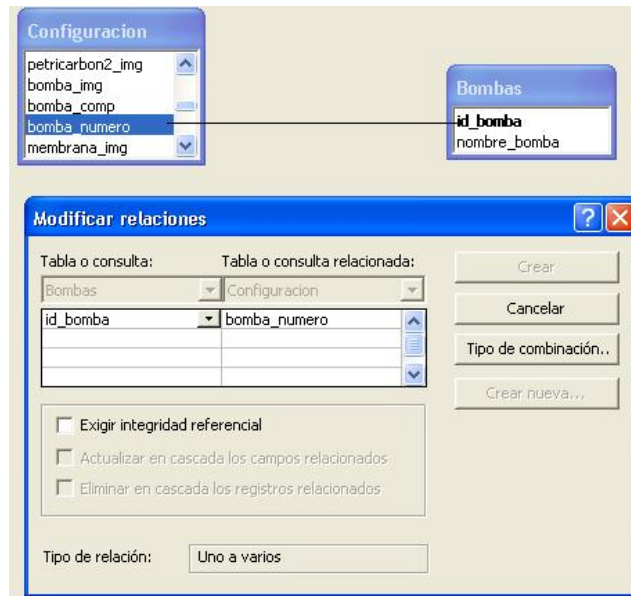 Configuracion
petricarbon2_img
bomba_img
bomba_comp
bomba_numero
membrana_img
Bombas
id_bomba
nombre_bomba
Modificar relaciones
Tabla o consulta: Tabla o consulta relacionada:
Bombas Configuracion
id_bomba bomba_numero
Crear
Cancelar
Tipo de combinación..
Crear nueva...
Exigir integridad referencial
Actualizar en cascada los campos relacionados
Eliminar en cascada los registros relacionados
Tipo de relación: Uno a varios